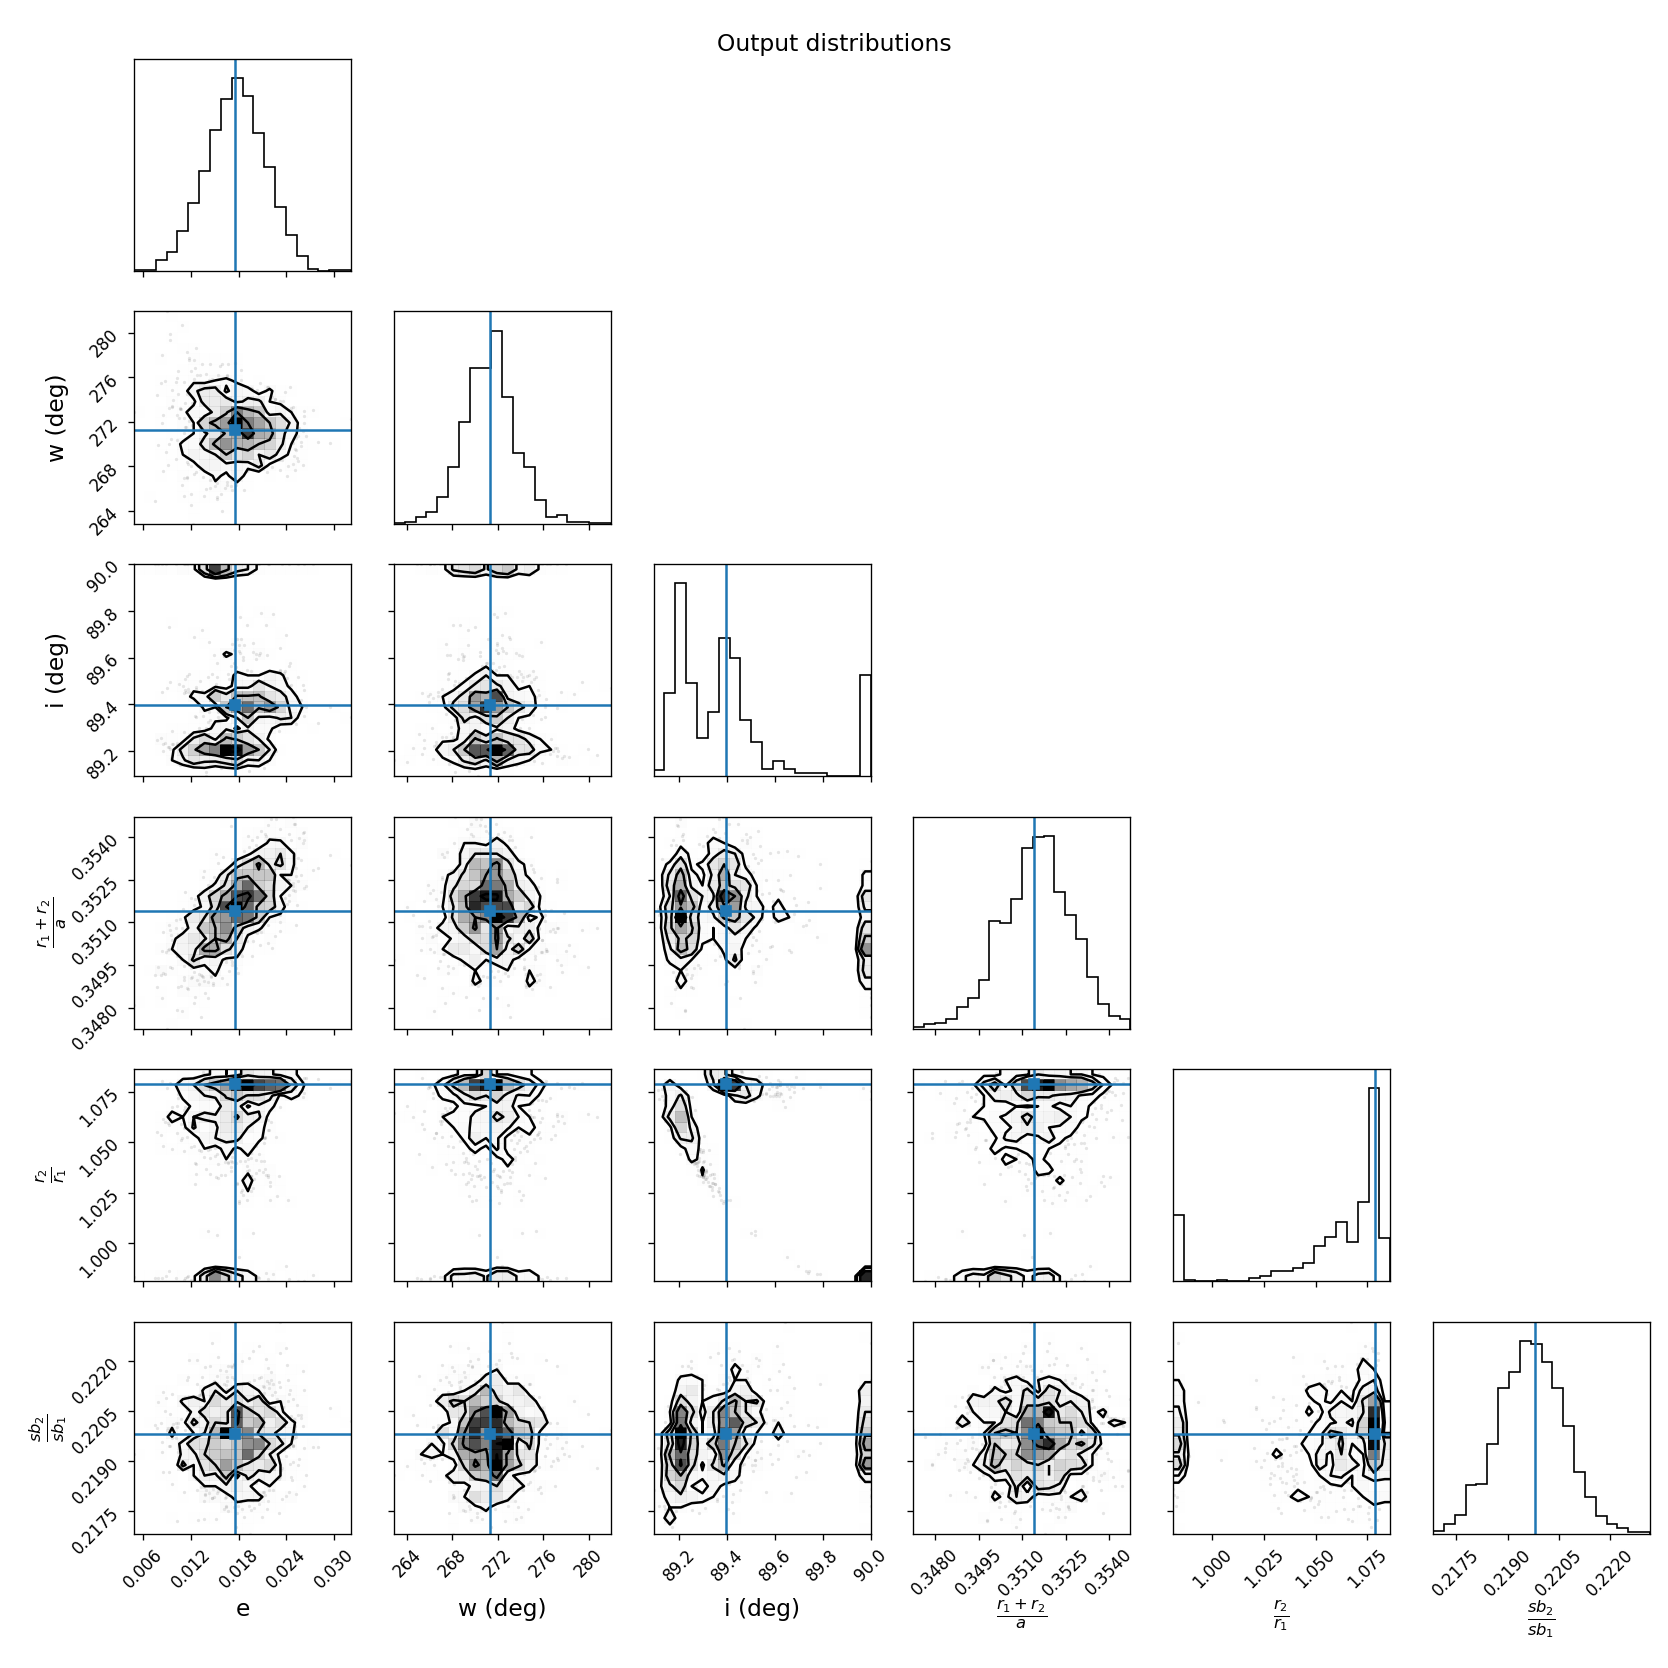 Output distributions
w (deg)
280
276
272
268
264
i (deg)
90.0
89.8
89.6
89.4
89.2
r₁ + r₂
a
0.3540
0.3525
0.3510
0.3495
0.3480
r₂
r₁
1.075
1.050
1.025
1.000
sb₂
sb₁
0.2220
0.2205
0.2190
0.2175
0.006 0.012 0.018 0.024 0.030
264 268 272 276 280
89.2 89.4 89.6 89.8 90.0
0.3480 0.3495 0.3510 0.3525 0.3540
1.000 1.025 1.050 1.075
0.2175 0.2190 0.2205 0.2220
e
w (deg)
i (deg)
r₁ + r₂
a
r₂
r₁
sb₂
sb₁